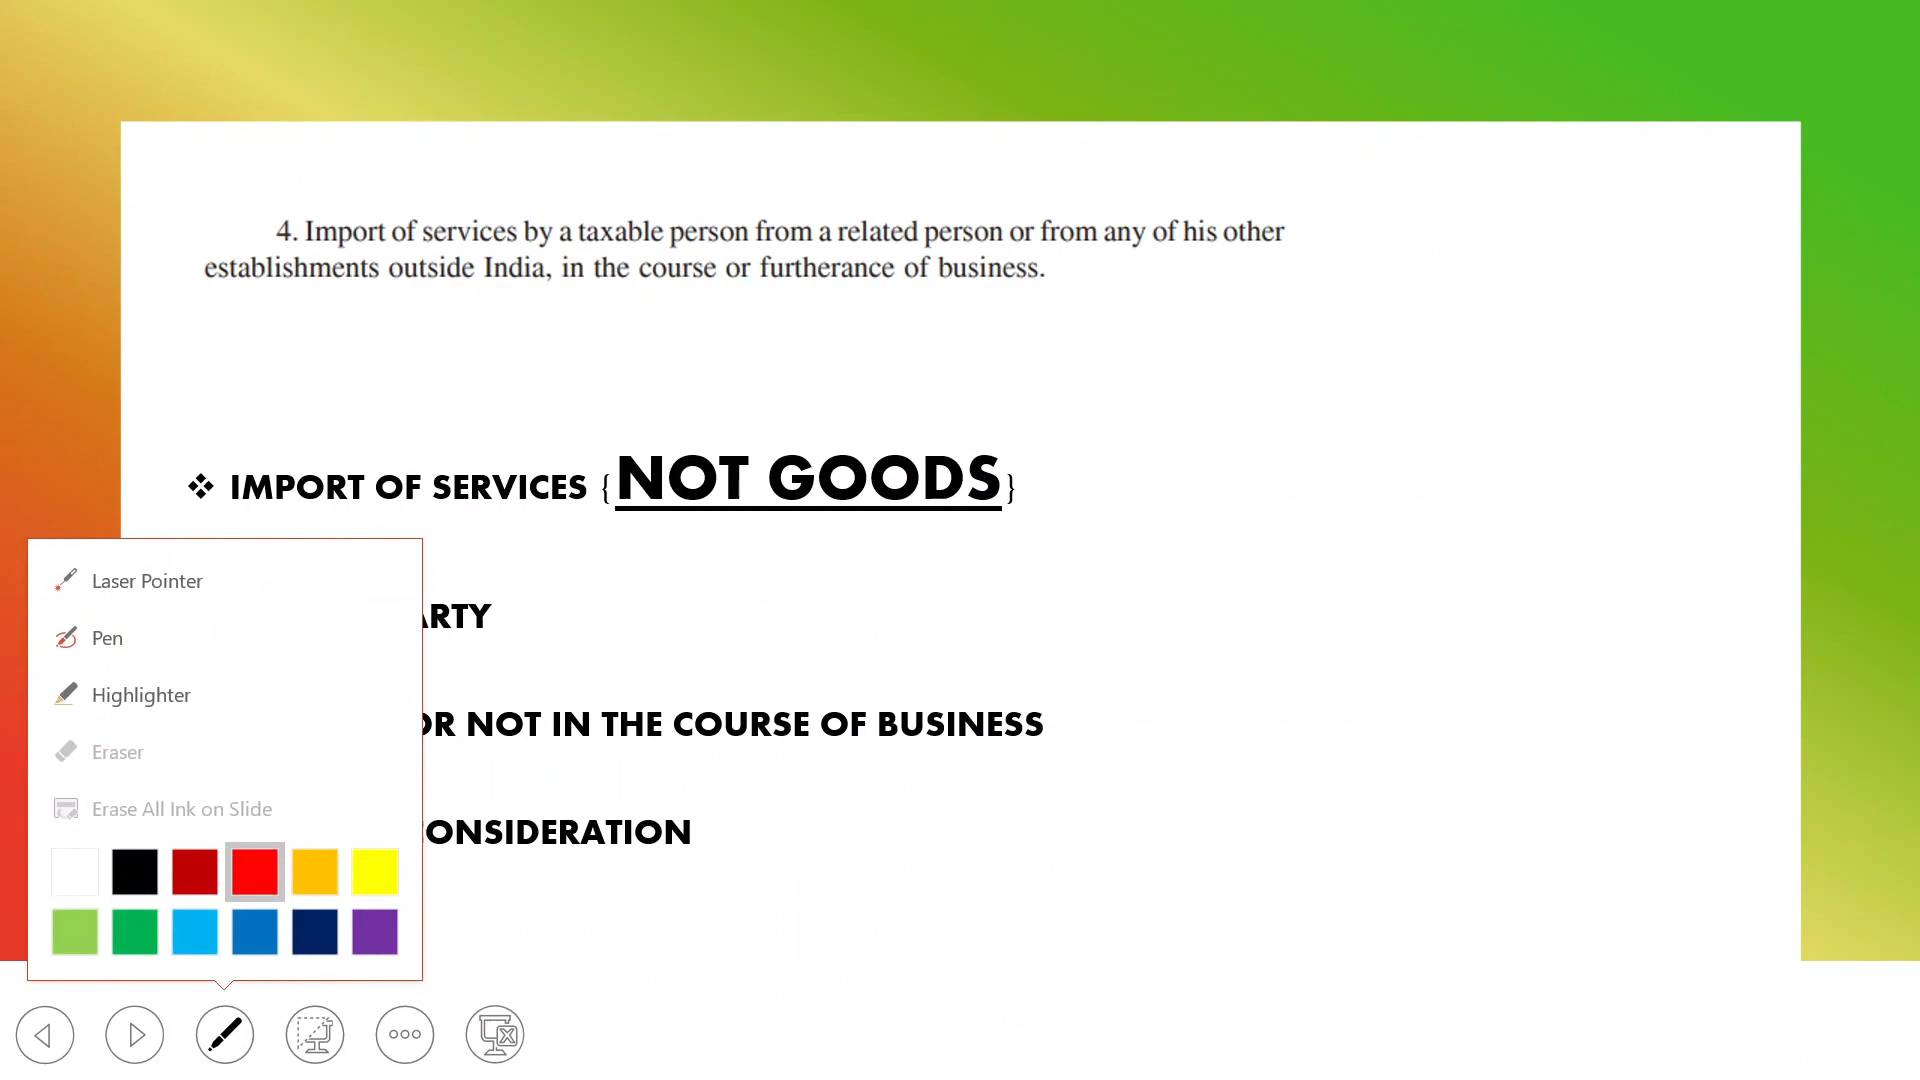 4. Import of services by a taxable person from a related person or from any of his other
establishments outside India, in the course or furtherance of business.
❖ IMPORT OF SERVICES {NOT GOODS}
Laser Pointer
ARTY
Pen
Highlighter
OR NOT IN THE COURSE OF BUSINESS
Eraser
Erase All Ink on Slide
ONSIDERATION